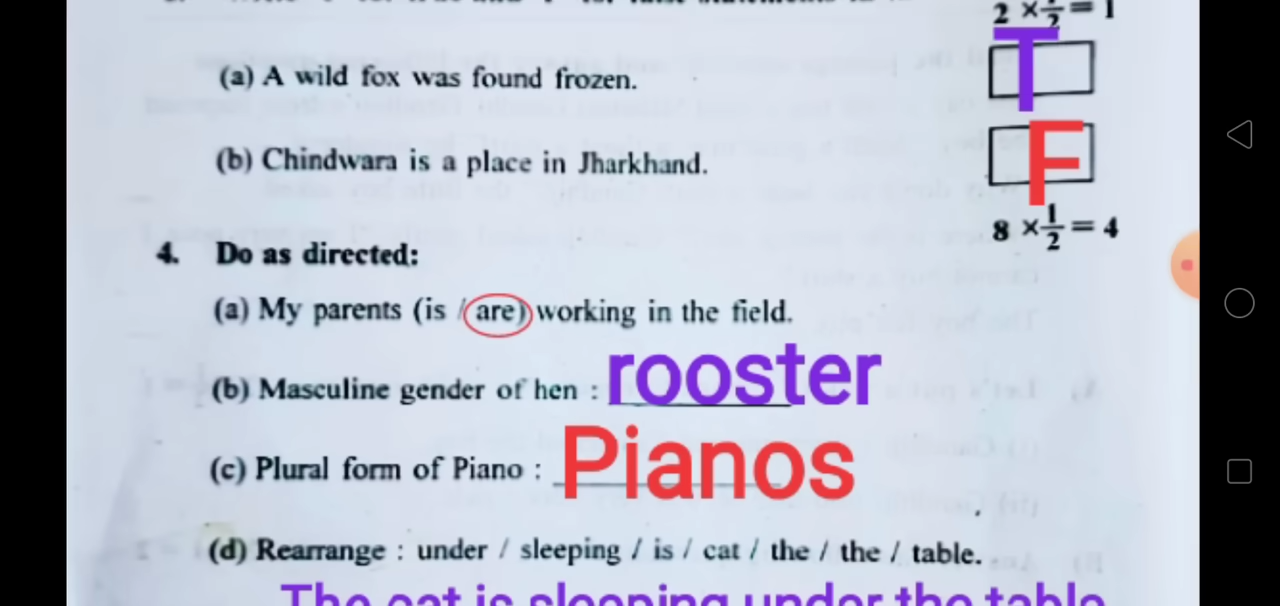 2 × 1/2 = 1
(a) A wild fox was found frozen.
T
(b) Chindwara is a place in Jharkhand.
F
8 × 1/2 = 4
4. Do as directed:
(a) My parents (is / are) working in the field.
(b) Masculine gender of hen : rooster
(c) Plural form of Piano : Pianos
(d) Rearrange : under / sleeping / is / cat / the / the / table.
The cat is sleeping under the table